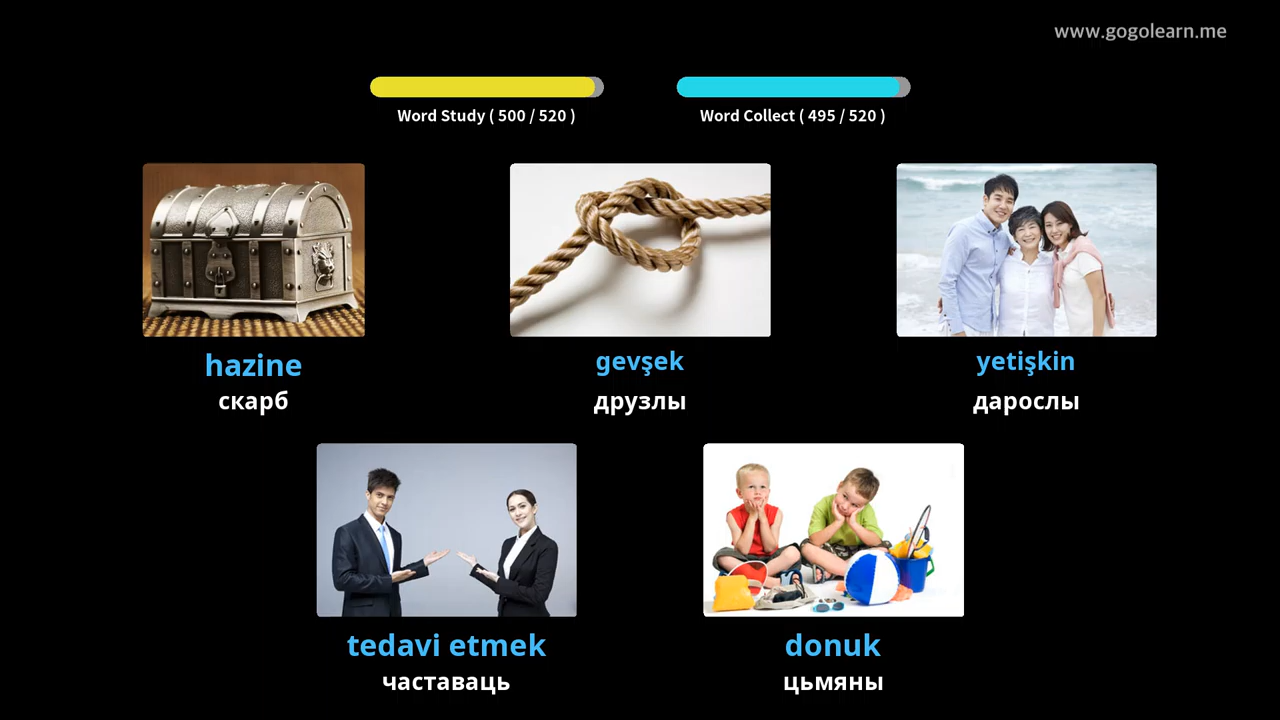 www.gogolearn.me
Word Study ( 500 / 520 )
Word Collect ( 495 / 520 )
hazine
скарб
gevşek
друзлы
yetişkin
дарослы
tedavi etmek
частаваць
donuk
цьмяны